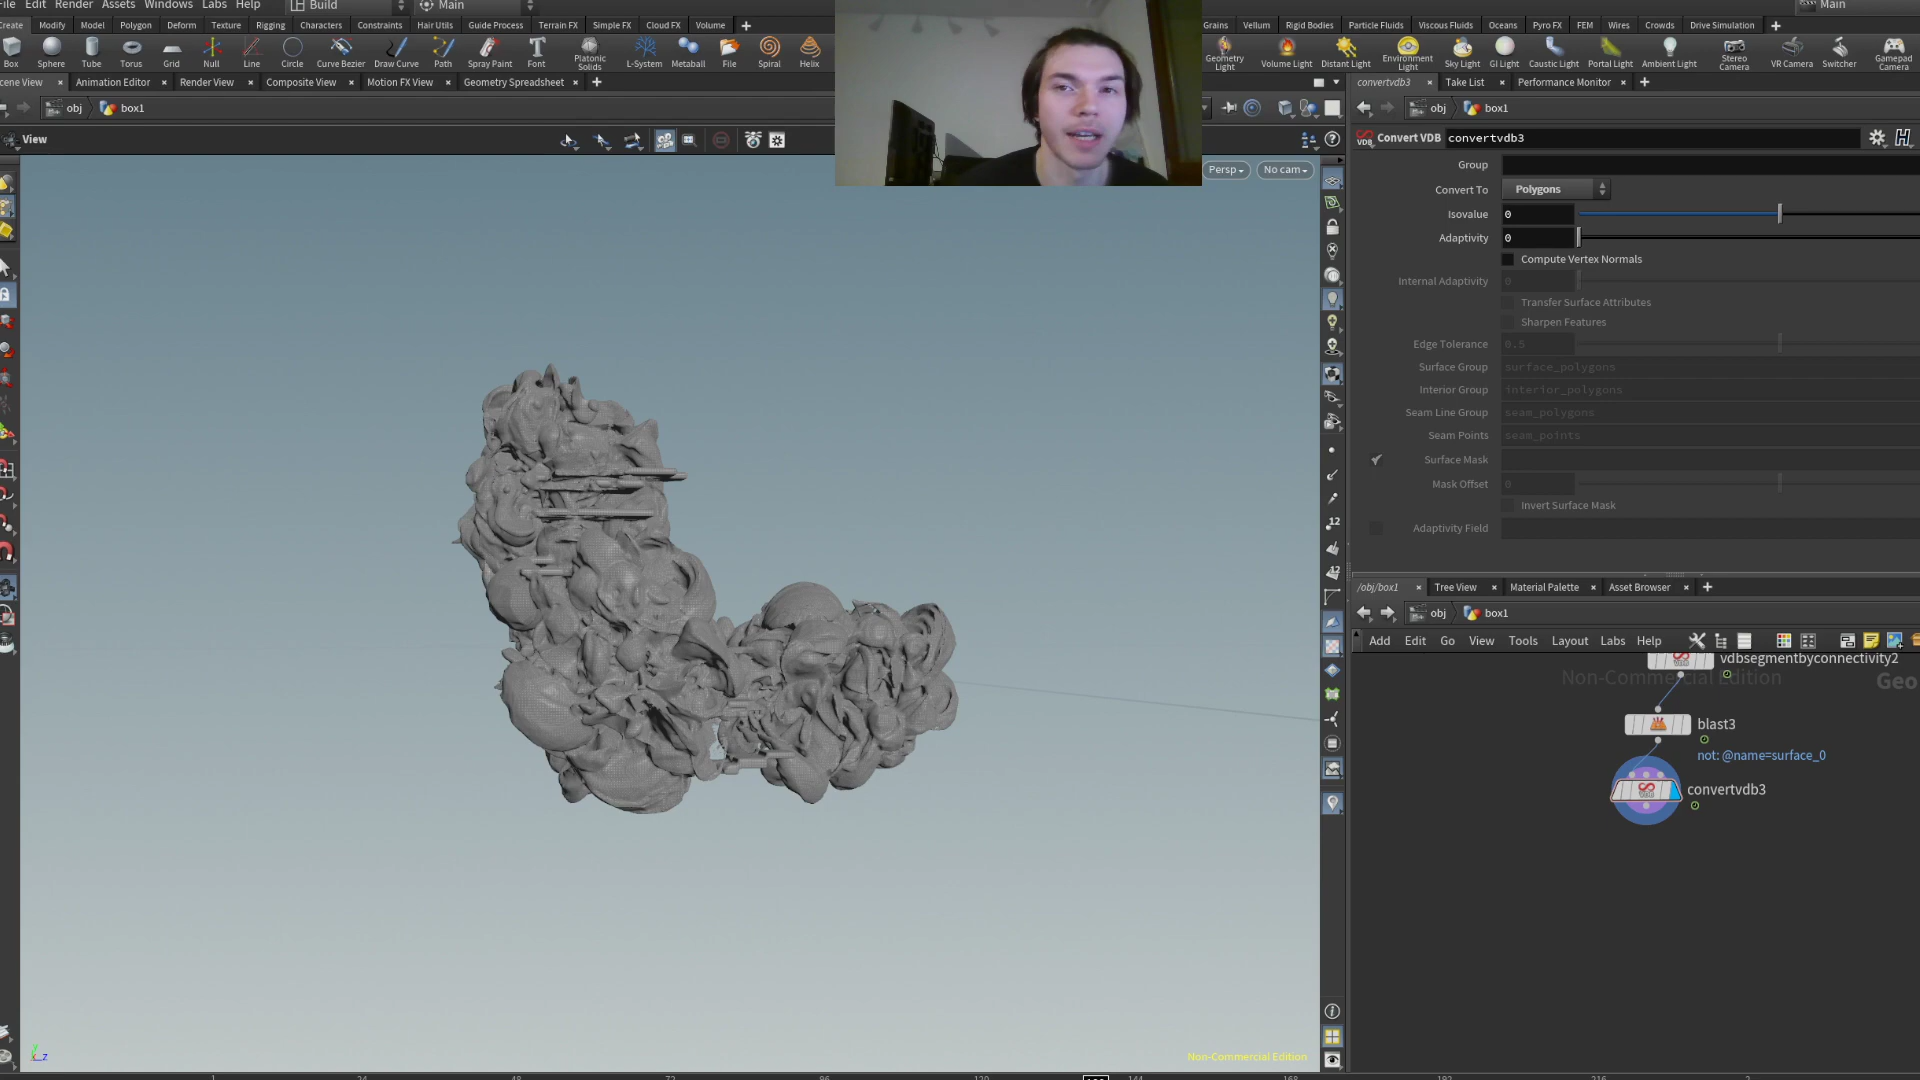 File Edit Render Assets Windows Labs Help Build Main Main
Create Modify Model Polygon Deform Texture Rigging Characters Constraints Hair Utils Guide Process Terrain FX Simple FX Cloud FX Volume
Grains Vellum Rigid Bodies Particle Fluids Viscous Fluids Oceans Pyro FX FEM Wires Crowds Drive Simulation
Box Sphere Tube Torus Grid Null Line Circle Curve Bezier Draw Curve Path Spray Paint Font Platonic Solids L-System Metaball File Spiral Helix
Geometry Light Volume Light Distant Light Environment Light Sky Light GI Light Caustic Light Portal Light Ambient Light Stereo Camera VR Camera Switcher Gamepad Camera
cene View Animation Editor Render View Composite View Motion FX View Geometry Spreadsheet
convertvdb3 Take List Performance Monitor
obj box1
obj box1
View
Persp No cam
Convert VDB convertvdb3
Group
Convert To Polygons
Isovalue 0
Adaptivity 0
Compute Vertex Normals
Internal Adaptivity 0
Transfer Surface Attributes
Sharpen Features
Edge Tolerance 0.5
Surface Group surface_polygons
Interior Group interior_polygons
Seam Line Group seam_polygons
Seam Points seam_points
Surface Mask
Mask Offset 0
Invert Surface Mask
Adaptivity Field
/obj/box1 Tree View Material Palette Asset Browser
obj box1
Add Edit Go View Tools Layout Labs Help
vdbsegmentbyconnectivity2
Non-Commercial Edition
Geo
blast3
not: @name=surface_0
convertvdb3
12
12
Non-Commercial Edition
y
z